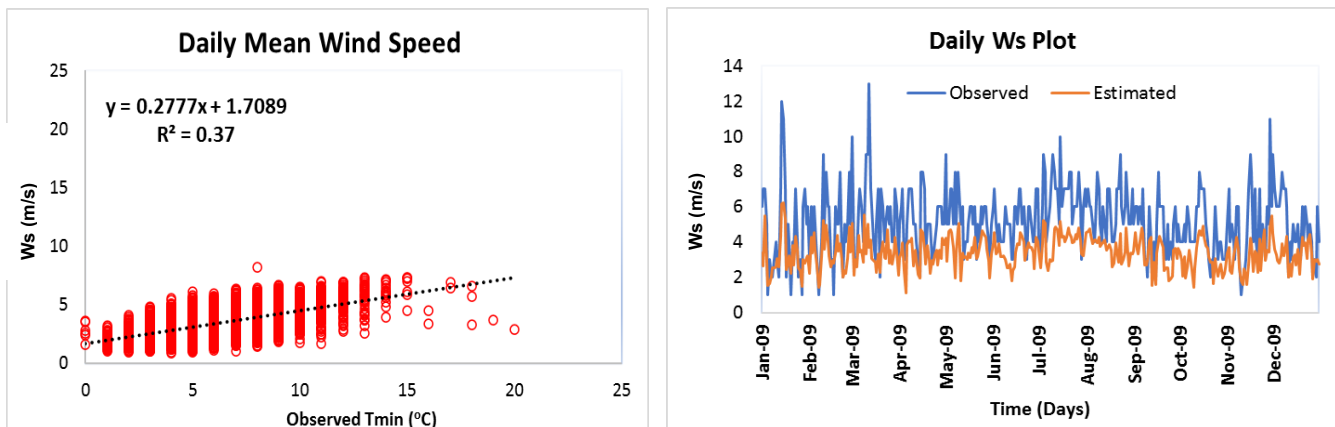 Daily Mean Wind Speed
y = 0.2777x + 1.7089
R² = 0.37
Ws (m/s)
25
20
15
10
5
0
0 5 10 15 20 25
Observed Tmin (⁰C)
Daily Ws Plot
Observed Estimated
Ws (m/s)
14
12
10
8
6
4
2
0
Jan-09
Feb-09
Mar-09
Apr-09
May-09
Jun-09
Jul-09
Aug-09
Sep-09
Oct-09
Nov-09
Dec-09
Time (Days)